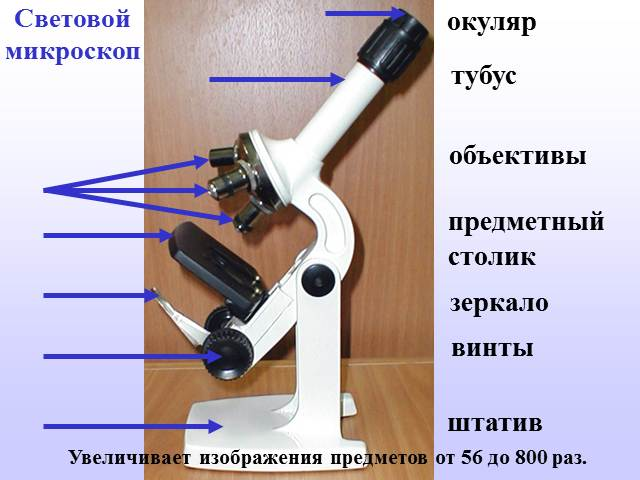 Световой
микроскоп
окуляр
тубус
объективы
предметный
столик
зеркало
винты
штатив
Увеличивает изображения предметов от 56 до 800 раз.